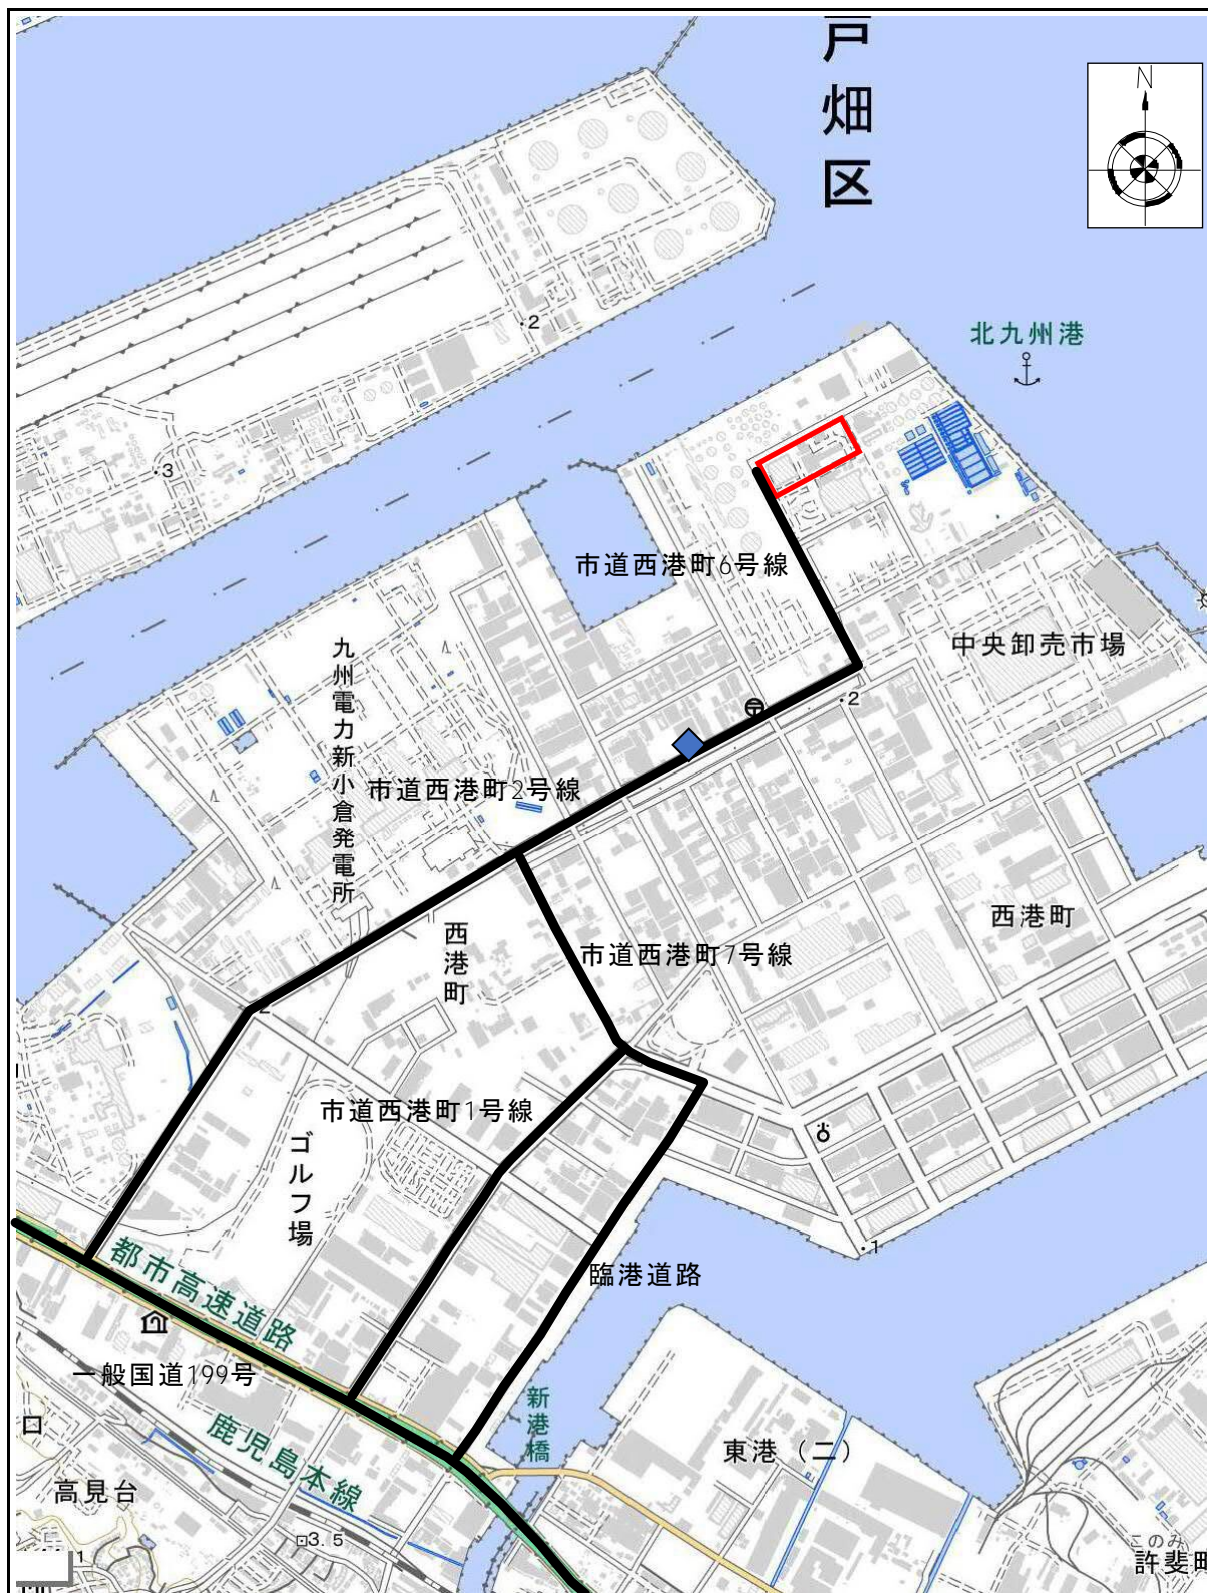 戸畑区
N
北九州港
2
3
市道西港町6号線
九州電力新小倉発電所
中央卸売市場
2
市道西港町2号線
西港町
西港町
市道西港町7号線
2
市道西港町1号線
ゴルフ場
1
臨港道路
都市高速道路
一般国道199号
新港橋
鹿児島本線
東港（二）
口
高見台
3.5
1
このみ
許斐町